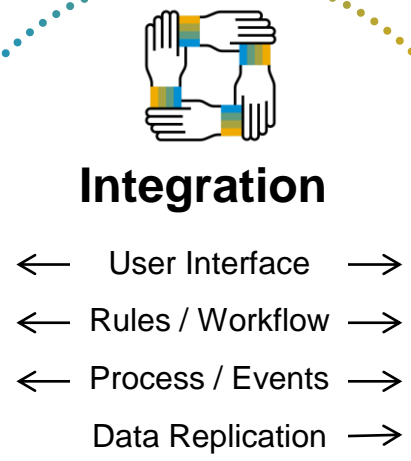 Integration
User Interface
Rules / Workflow
Process / Events
Data Replication